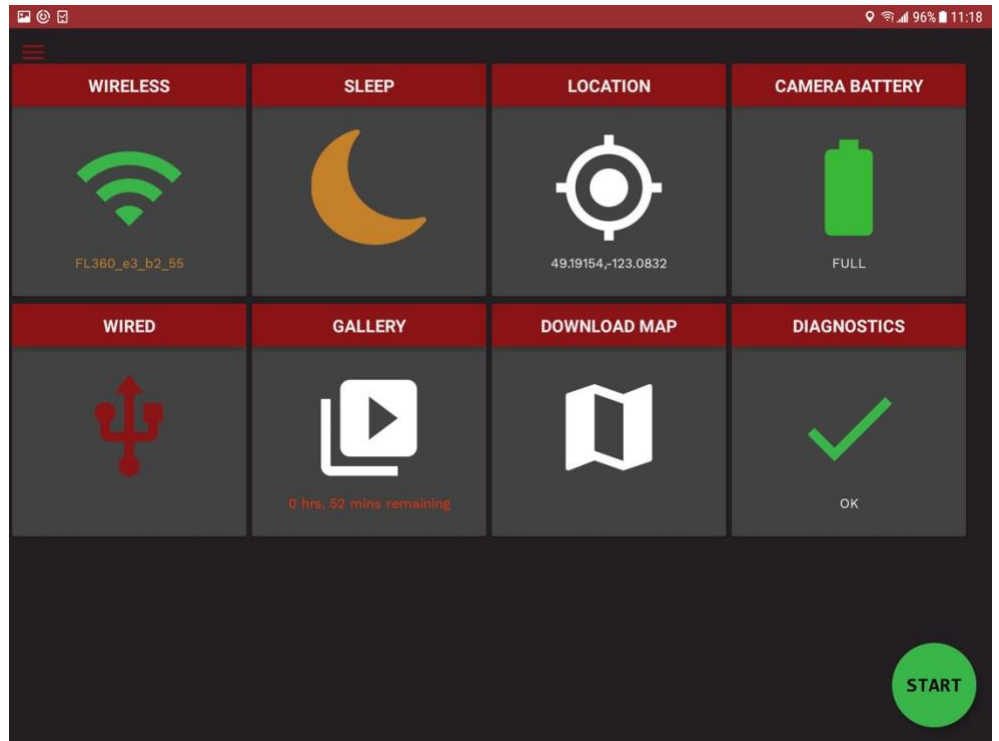 96% 11:18
WIRELESS
FL360_e3_b2_55
SLEEP
LOCATION
49.19154,-123.0832
CAMERA BATTERY
FULL
WIRED
GALLERY
0 hrs, 52 mins remaining
DOWNLOAD MAP
DIAGNOSTICS
OK
START